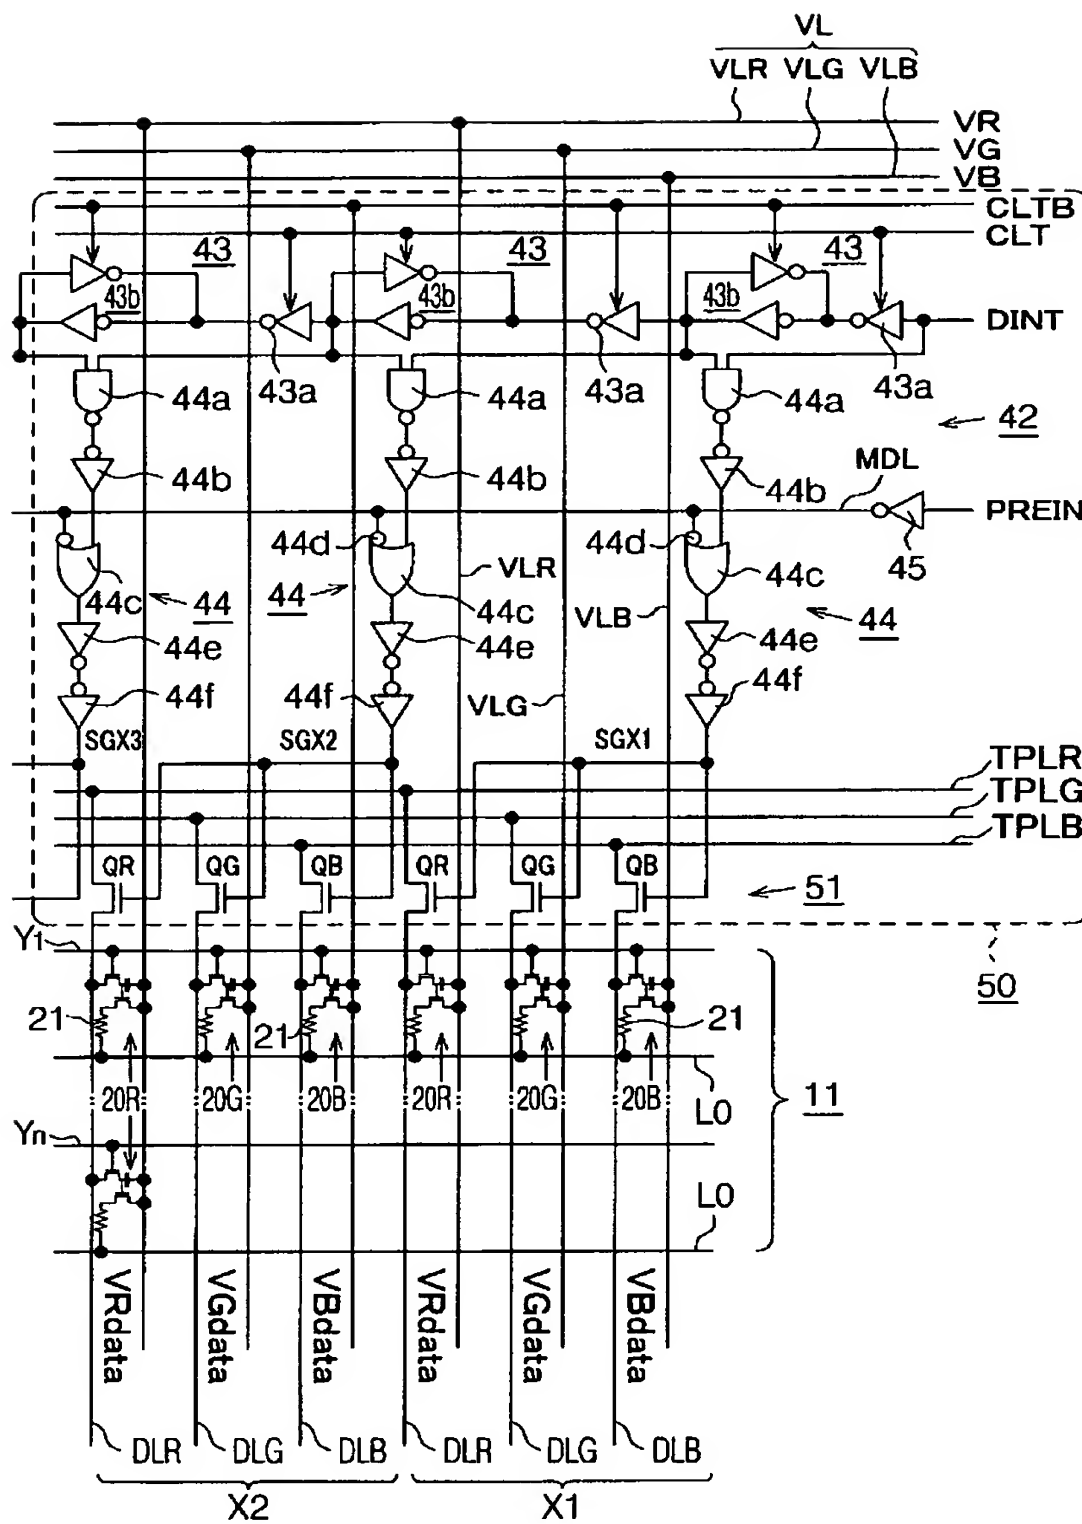 VL
VLR VLG VLB
VR
VG
VB
CLTB
CLT
43 43 43
43b 43b 43b
DINT
43a 43a 43a
44a 44a 44a
42
44b 44b 44b
MDL
PREIN
44d 44d
45
VLR
44c 44 44 44c VLB 44c 44
44e 44e 44e
44f 44f 44f
VLG
SGX3 SGX2 SGX1
TPLR
TPLG
TPLB
QR QG QB QR QG QB
51
Y1
50
21 21 21
20R 20G 20B 20R 20G 20B
LO
11
Yn
LO
VRdata VGdata VBdata VRdata VGdata VBdata
DLR DLG DLB DLR DLG DLB
X2 X1